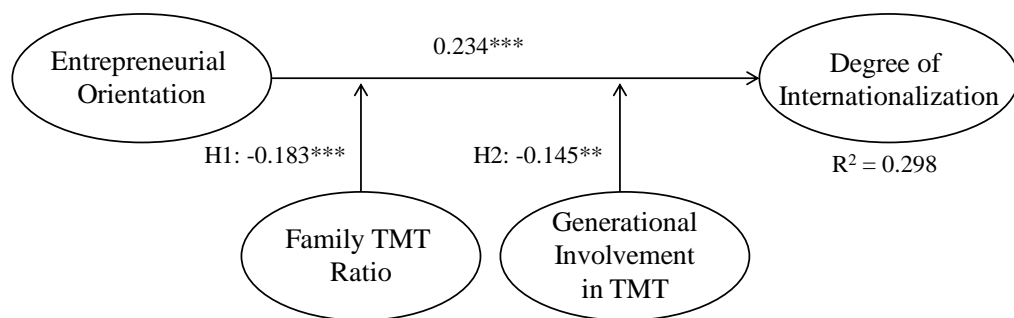 Entrepreneurial
Orientation
0.234***
Degree of
Internationalization
R² = 0.298
H1: -0.183***
H2: -0.145**
Family TMT
Ratio
Generational
Involvement
in TMT